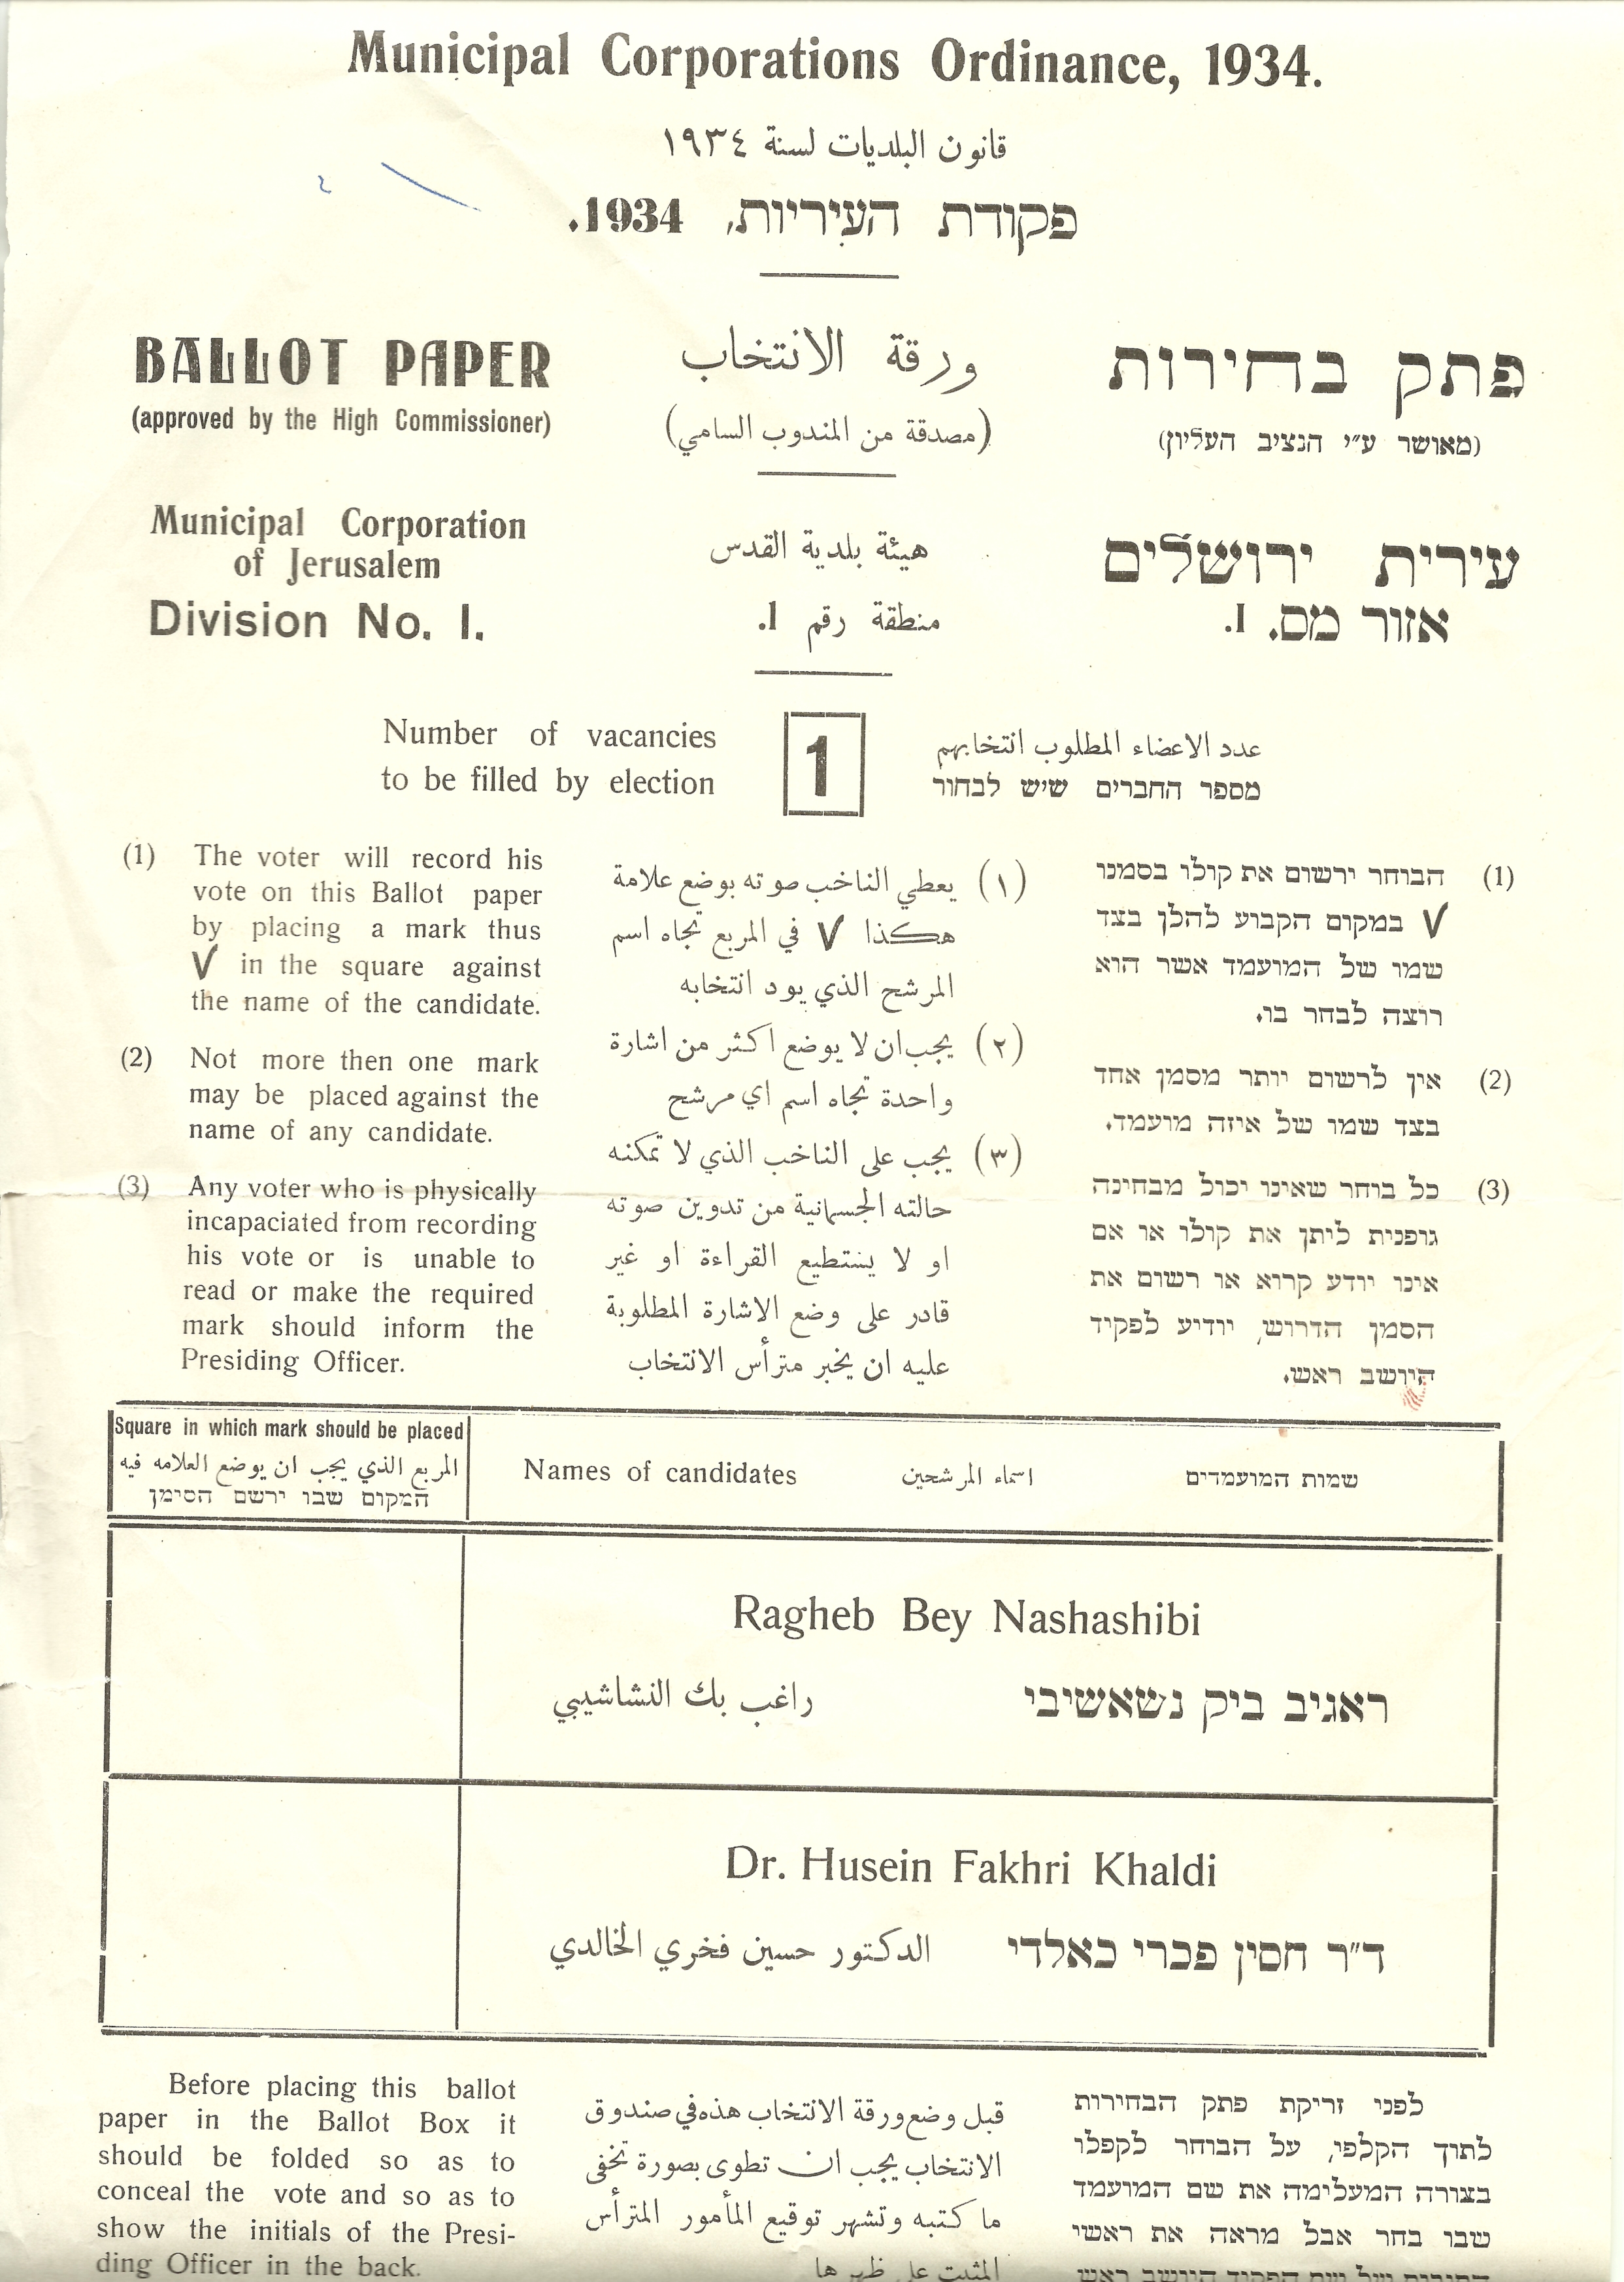 Municipal Corporations Ordinance, 1934.
قانون البلديات لسنة ١٩٣٤
פקודת העיריות, 1934.
BALLOT PAPER
(approved by the High Commissioner)
ورقة الانتخاب
(مصدقة من المندوب السامي)
פתק בחירות
(מאושר ע״י הנציב העליון)
Municipal Corporation
of Jerusalem
Division No. I.
هيئة بلدية القدس
منطقة رقم I.
עירית ירושלים
אזור מס. I.
Number of vacancies
to be filled by election
1
عدد الاعضاء المطلوب انتخابهم
מספר החברים שיש לבחור
(1) The voter will record his
vote on this Ballot paper
by placing a mark thus
V in the square against
the name of the candidate.
(2) Not more then one mark
may be placed against the
name of any candidate.
(3) Any voter who is physically
incapaciated from recording
his vote or is unable to
read or make the required
mark should inform the
Presiding Officer.
(١) يعطي الناخب صوته بوضع علامة
هكذا V في المربع تجاه اسم
المرشح الذي يود انتخابه
(٢) يجب ان لا يوضع اكثر من اشارة
واحدة تجاه اسم اي مرشح
(٣) يجب على الناخب الذي لا تمكنه
حالته الجسمانية من تدوين صوته
او لا يستطيع القراءة او غير
قادر على وضع الاشارة المطلوبة
عليه ان يخبر مترأس الانتخاب
(1) הבוחר ירשום את קולו בסמנו
V במקום הקבוע להלן בצד
שמו של המועמד אשר הוא
רוצה לבחר בו.
(2) אין לרשום יותר מסמן אחד
בצד שמו של איזה מועמד.
(3) כל בוחר שאינו יכול מבחינה
גופנית ליתן את קולו או אם
אינו יודע קרוא או רשום את
הסמן הדרוש, יודיע לפקיד
היושב ראש.
Square in which mark should be placed
المربع الذي يجب ان يوضع العلامه فيه
המקום שבו ירשם הסימן
Names of candidates
اسماء المرشحين
שמות המועמדים
Ragheb Bey Nashashibi
راغب بك النشاشيبي
ראגיב ביק נשאשיבי
Dr. Husein Fakhri Khaldi
الدكتور حسين فخري الخالدي
ד״ר חסין פכרי כאלדי
Before placing this ballot
paper in the Ballot Box it
should be folded so as to
conceal the vote and so as to
show the initials of the Presi-
ding Officer in the back.
قبل وضع ورقة الانتخاب هذه في صندوق
الانتخاب يجب ان تطوى بصورة تخفى
ما كتبه وتشهر توقيع المأمور المترأس
المثبت على ظهرها
לפני זריקת פתק הבחירות
לתוך הקלפי, על הבוחר לקפלו
בצורה המעלימה את שם המועמד
שבו בחר אבל מראה את ראשי